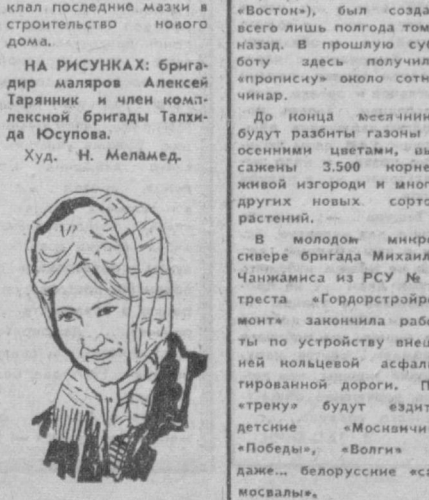 клал последние мазки в
строительство нового
дома.
НА РИСУНКАХ: брига-
дир маляров Алексей
Тарянник и член комп-
лексной бригады Талхи-
да Юсупова.
Худ. Н. Меламед.
«Восток»), был созда
всего лишь полгода том
назад. В прошлую суб
боту здесь получил
«прописку» около сотн
чинар.
До конца месячник
будут разбиты газоны
осенними цветами, вы
сажены 3.500 корне
живой изгороди и мног
других новых сорто
растений.
В молодом микро
сквере бригада Михаил
Чанжамиса из РСУ №
треста «Гордорстройре
монт» закончила рабо
ты по устройству внеш
ней кольцевой асфаль
тированной дороги. П
«треку» будут ездит
детские «Москвичи
«Победы», «Волги»
даже... белорусские «са
мосвалы».